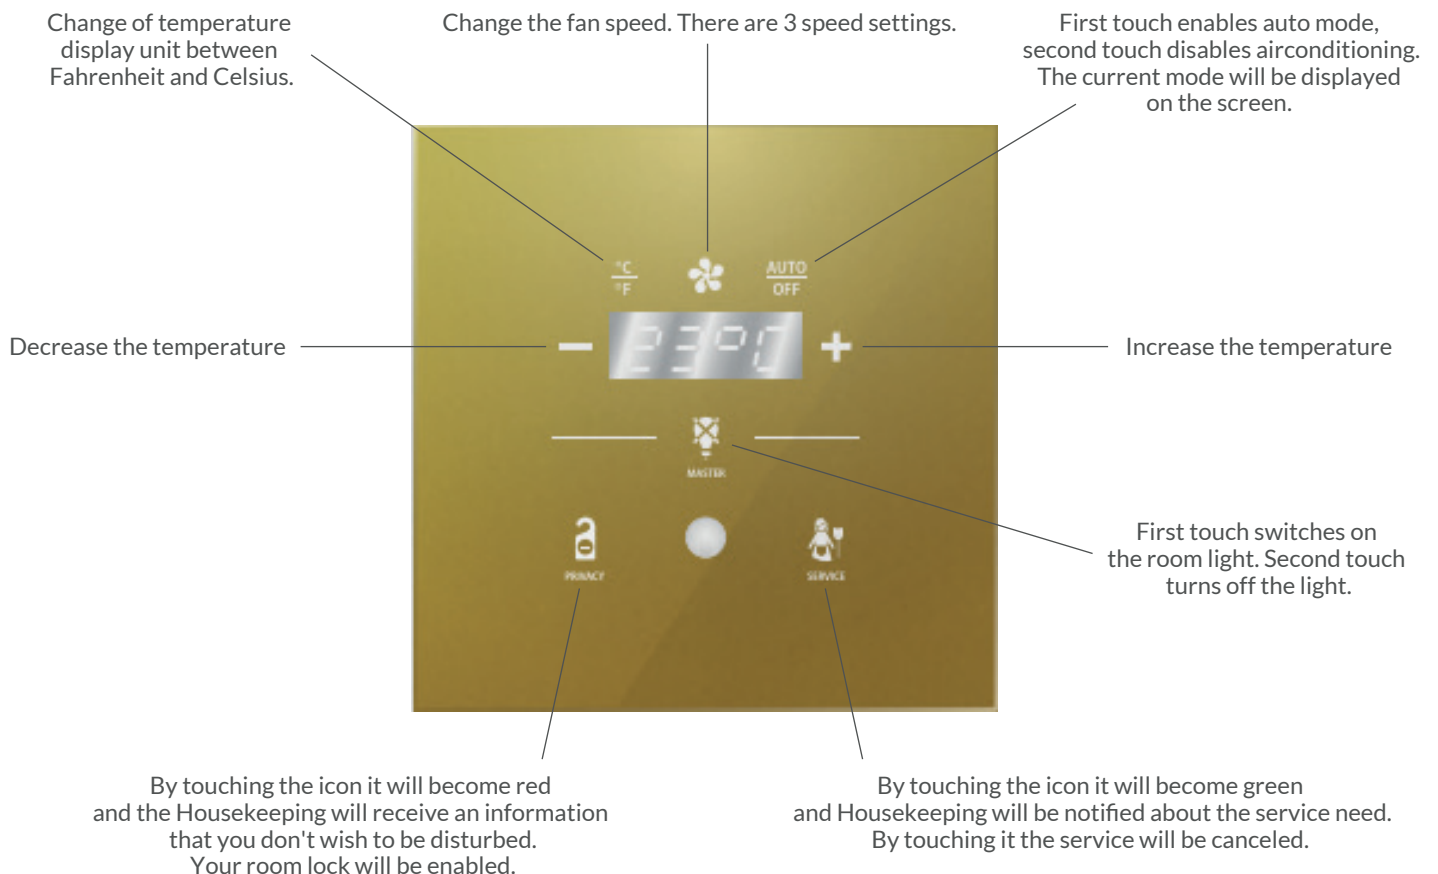 Change of temperature
display unit between
Fahrenheit and Celsius.
Change the fan speed. There are 3 speed settings.
First touch enables auto mode,
second touch disables airconditioning.
The current mode will be displayed
on the screen.
°C
°F
AUTO
OFF
Decrease the temperature
23°C
Increase the temperature
MASTER
First touch switches on
the room light. Second touch
turns off the light.
PRIVACY
SERVICE
By touching the icon it will become red
and the Housekeeping will receive an information
that you don't wish to be disturbed.
Your room lock will be enabled.
By touching the icon it will become green
and Housekeeping will be notified about the service need.
By touching it the service will be canceled.